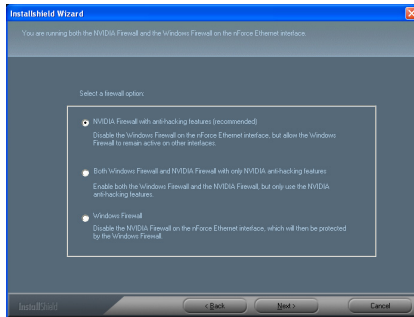 Installshield Wizard
You are running both the NVIDIA Firewall and the Windows Firewall on the nForce Ethernet interface.
Select a firewall option:
NVIDIA Firewall with anti-hacking features (recommended)
Disable the Windows Firewall on the nForce Ethernet interface, but allow the Windows
Firewall to remain active on other interfaces.
Both Windows Firewall and NVIDIA Firewall with only NVIDIA anti-hacking features
Enable both the Windows Firewall and the NVIDIA Firewall, but only use the NVIDIA
anti-hacking features.
Windows Firewall
Disable the NVIDIA Firewall on the nForce Ethernet interface, which will then be protected
by the Windows Firewall.
InstallShield
< Back
Next >
Cancel